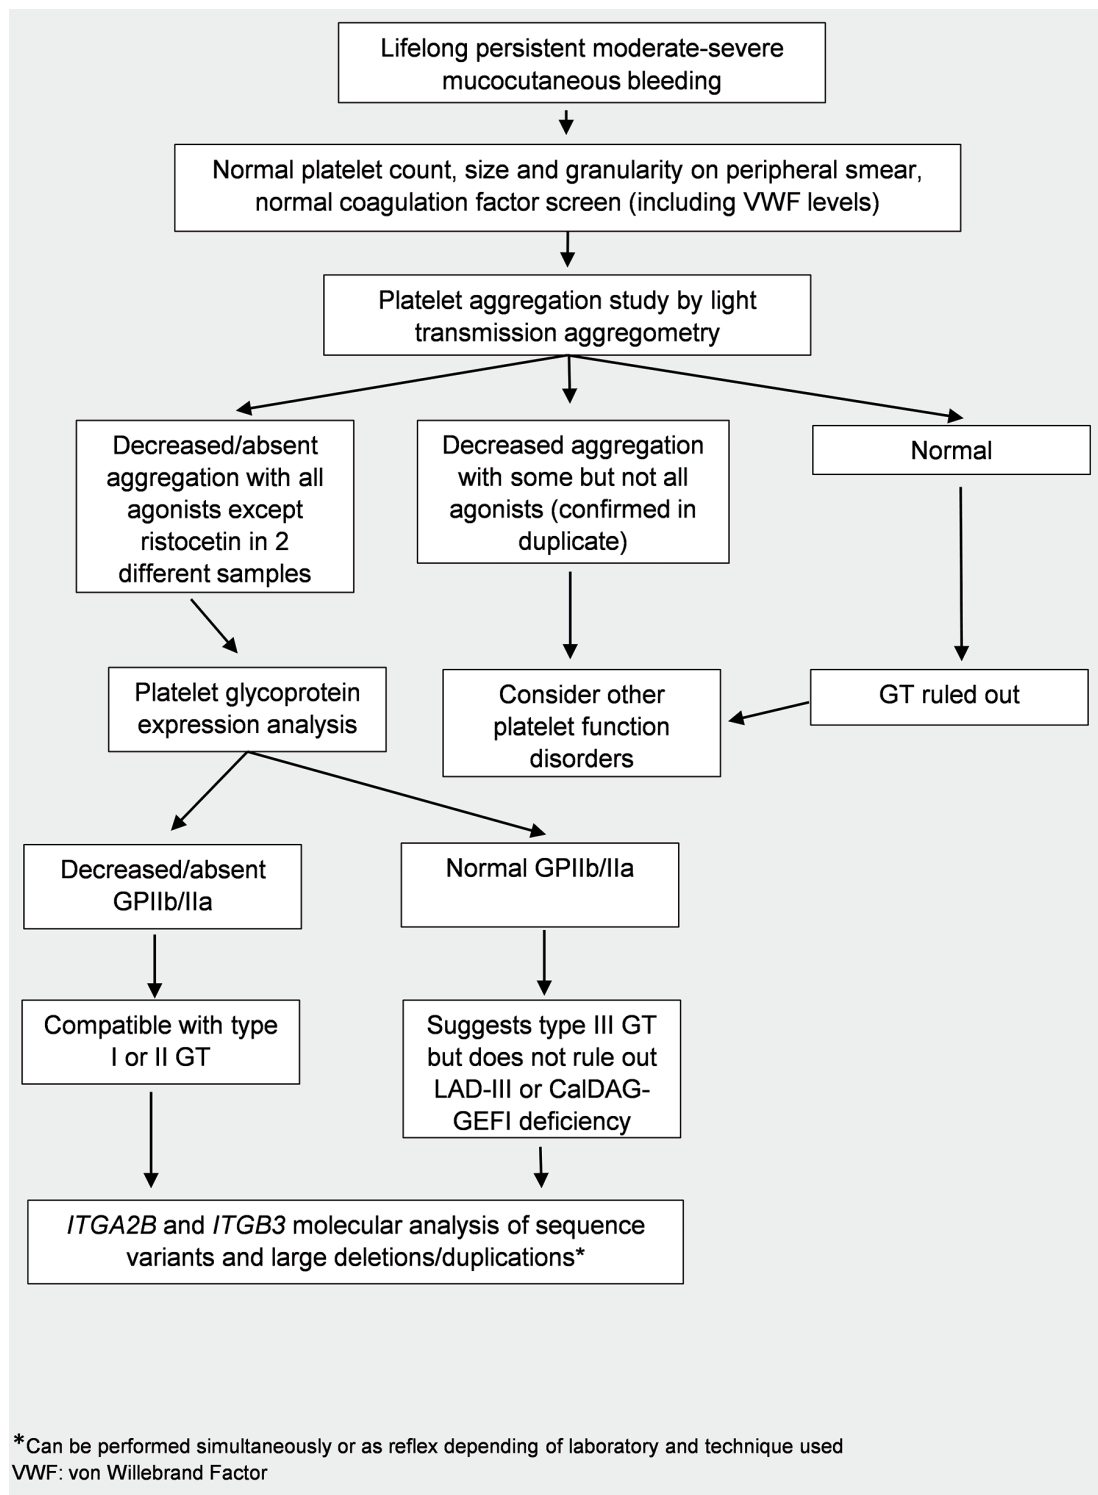 Lifelong persistent moderate-severe
mucocutaneous bleeding
Normal platelet count, size and granularity on peripheral smear,
normal coagulation factor screen (including VWF levels)
Platelet aggregation study by light
transmission aggregometry
Decreased/absent
aggregation with all
agonists except
ristocetin in 2
different samples
Decreased aggregation
with some but not all
agonists (confirmed in
duplicate)
Normal
Platelet glycoprotein
expression analysis
Consider other
platelet function
disorders
GT ruled out
Decreased/absent
GPIIb/IIa
Normal GPIIb/IIa
Compatible with type
I or II GT
Suggests type III GT
but does not rule out
LAD-III or CalDAG-
GEFI deficiency
ITGA2B and ITGB3 molecular analysis of sequence
variants and large deletions/duplications*
*Can be performed simultaneously or as reflex depending of laboratory and technique used
VWF: von Willebrand Factor